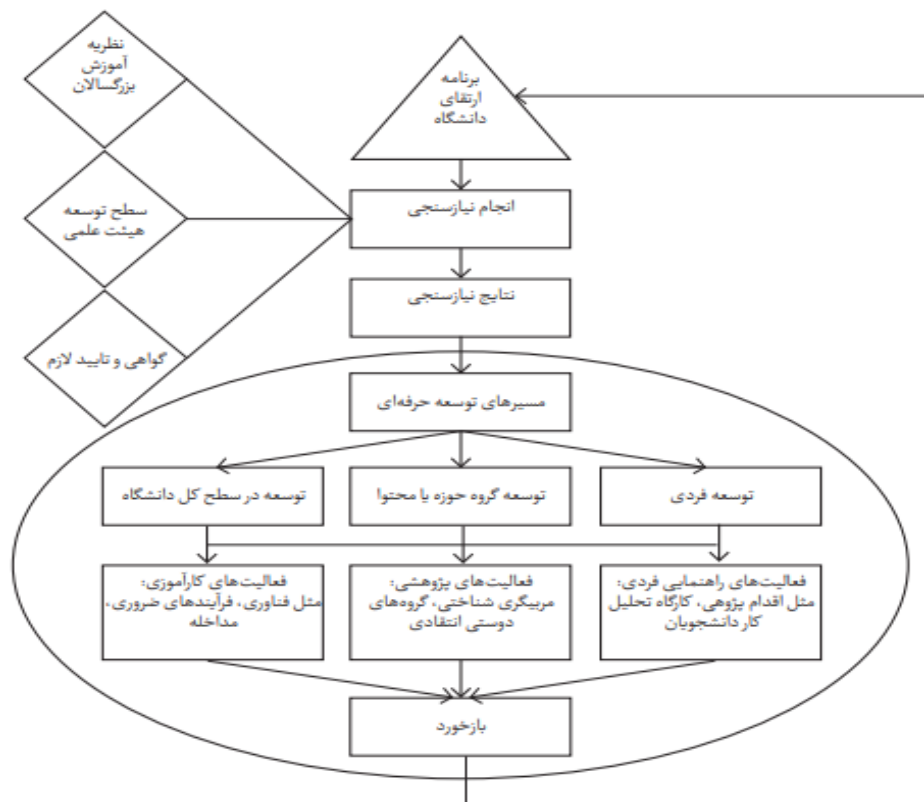 نظریه
آموزش
بزرگسالان
برنامه
ارتقای
دانشگاه
سطح توسعه
هیئت علمی
انجام نیازسنجی
نتایج نیازسنجی
گواهی و تایید لازم
مسیرهای توسعه حرفه‌ای
توسعه فردی
توسعه گروه حوزه یا محتوا
توسعه در سطح کل دانشگاه
فعالیت‌های راهنمایی فردی:
مثل اقدام پژوهی، کارگاه تحلیل
کار دانشجویان
فعالیت‌های پژوهشی:
مربیگری شناختی، گروه‌های
دوستی انتقادی
فعالیت‌های کارآموزی:
مثل فناوری، فرآیندهای ضروری،
مداخله
بازخورد